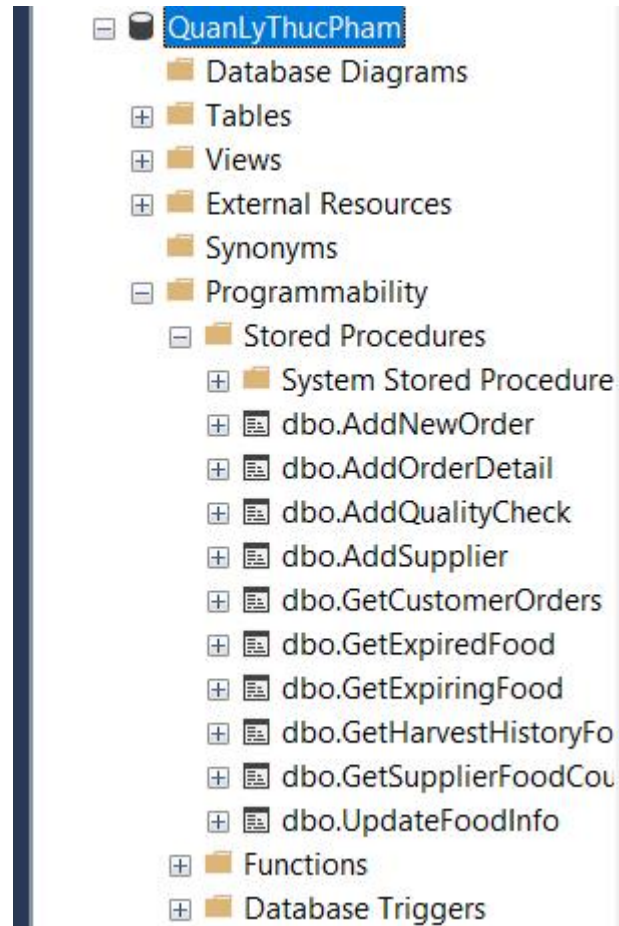 QuanLyThucPham
Database Diagrams
Tables
Views
External Resources
Synonyms
Programmability
Stored Procedures
System Stored Procedure
dbo.AddNewOrder
dbo.AddOrderDetail
dbo.AddQualityCheck
dbo.AddSupplier
dbo.GetCustomerOrders
dbo.GetExpiredFood
dbo.GetExpiringFood
dbo.GetHarvestHistoryFo
dbo.GetSupplierFoodCou
dbo.UpdateFoodInfo
Functions
Database Triggers